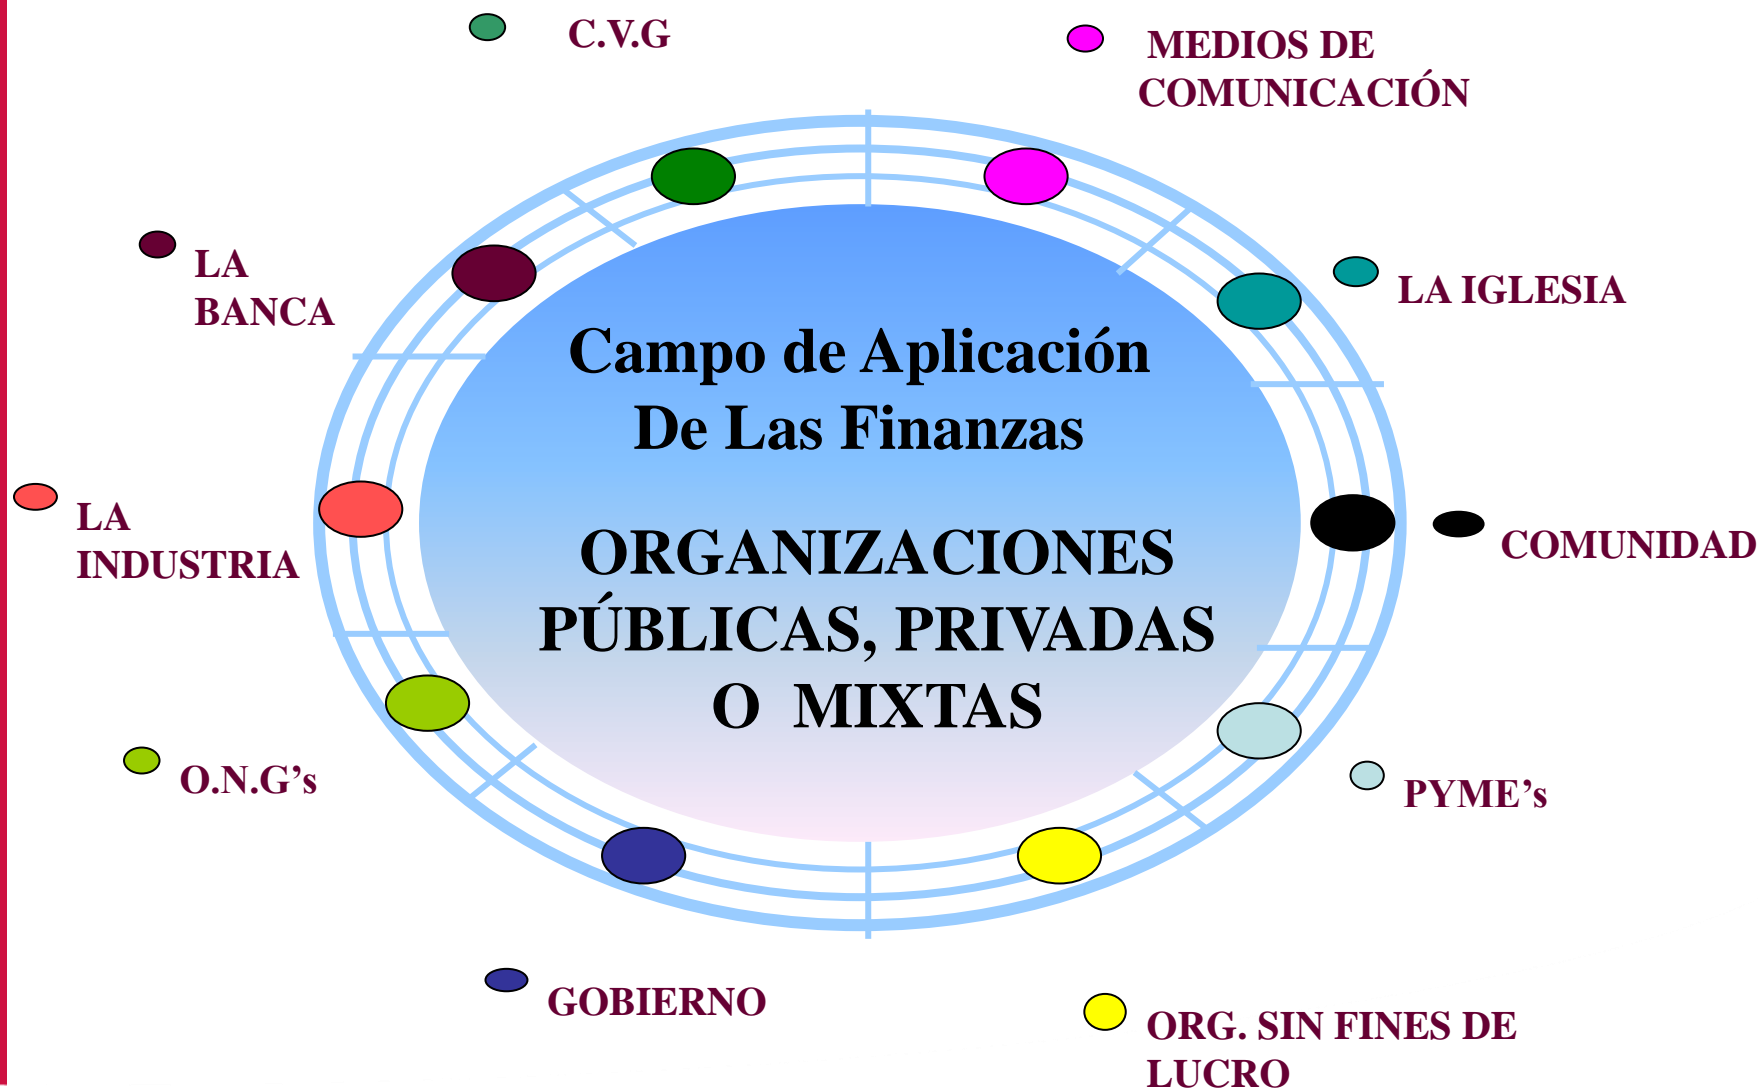 C.V.G
MEDIOS DE
COMUNICACIÓN
LA
BANCA
LA IGLESIA
Campo de Aplicación
De Las Finanzas
LA
INDUSTRIA
ORGANIZACIONES
PÚBLICAS, PRIVADAS
O MIXTAS
COMUNIDAD
O.N.G’s
PYME’s
GOBIERNO
ORG. SIN FINES DE
LUCRO